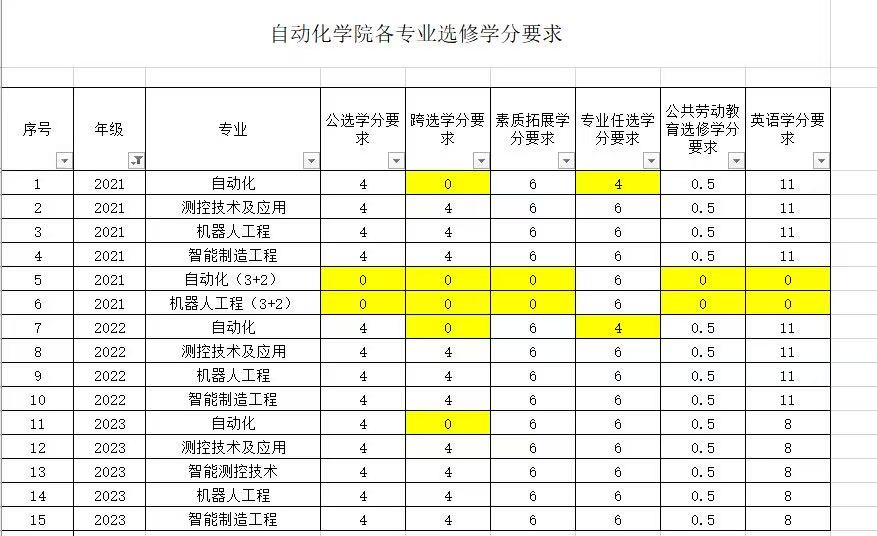 自动化学院各专业选修学分要求
序号 年级 专业 公选学分要求 跨选学分要求 素质拓展学分要求 专业任选学分要求 公共劳动教育选修学分要求 英语学分要求
1 2021 自动化 4 0 6 4 0.5 11
2 2021 测控技术及应用 4 4 6 6 0.5 11
3 2021 机器人工程 4 4 6 6 0.5 11
4 2021 智能制造工程 4 4 6 6 0.5 11
5 2021 自动化（3+2） 0 0 0 6 0 0
6 2021 机器人工程（3+2） 0 0 0 6 0 0
7 2022 自动化 4 0 6 4 0.5 11
8 2022 测控技术及应用 4 4 6 6 0.5 11
9 2022 机器人工程 4 4 6 6 0.5 11
10 2022 智能制造工程 4 4 6 6 0.5 11
11 2023 自动化 4 0 6 6 0.5 8
12 2023 测控技术及应用 4 4 6 6 0.5 8
13 2023 智能测控技术 4 4 6 6 0.5 8
14 2023 机器人工程 4 4 6 6 0.5 8
15 2023 智能制造工程 4 4 6 6 0.5 8